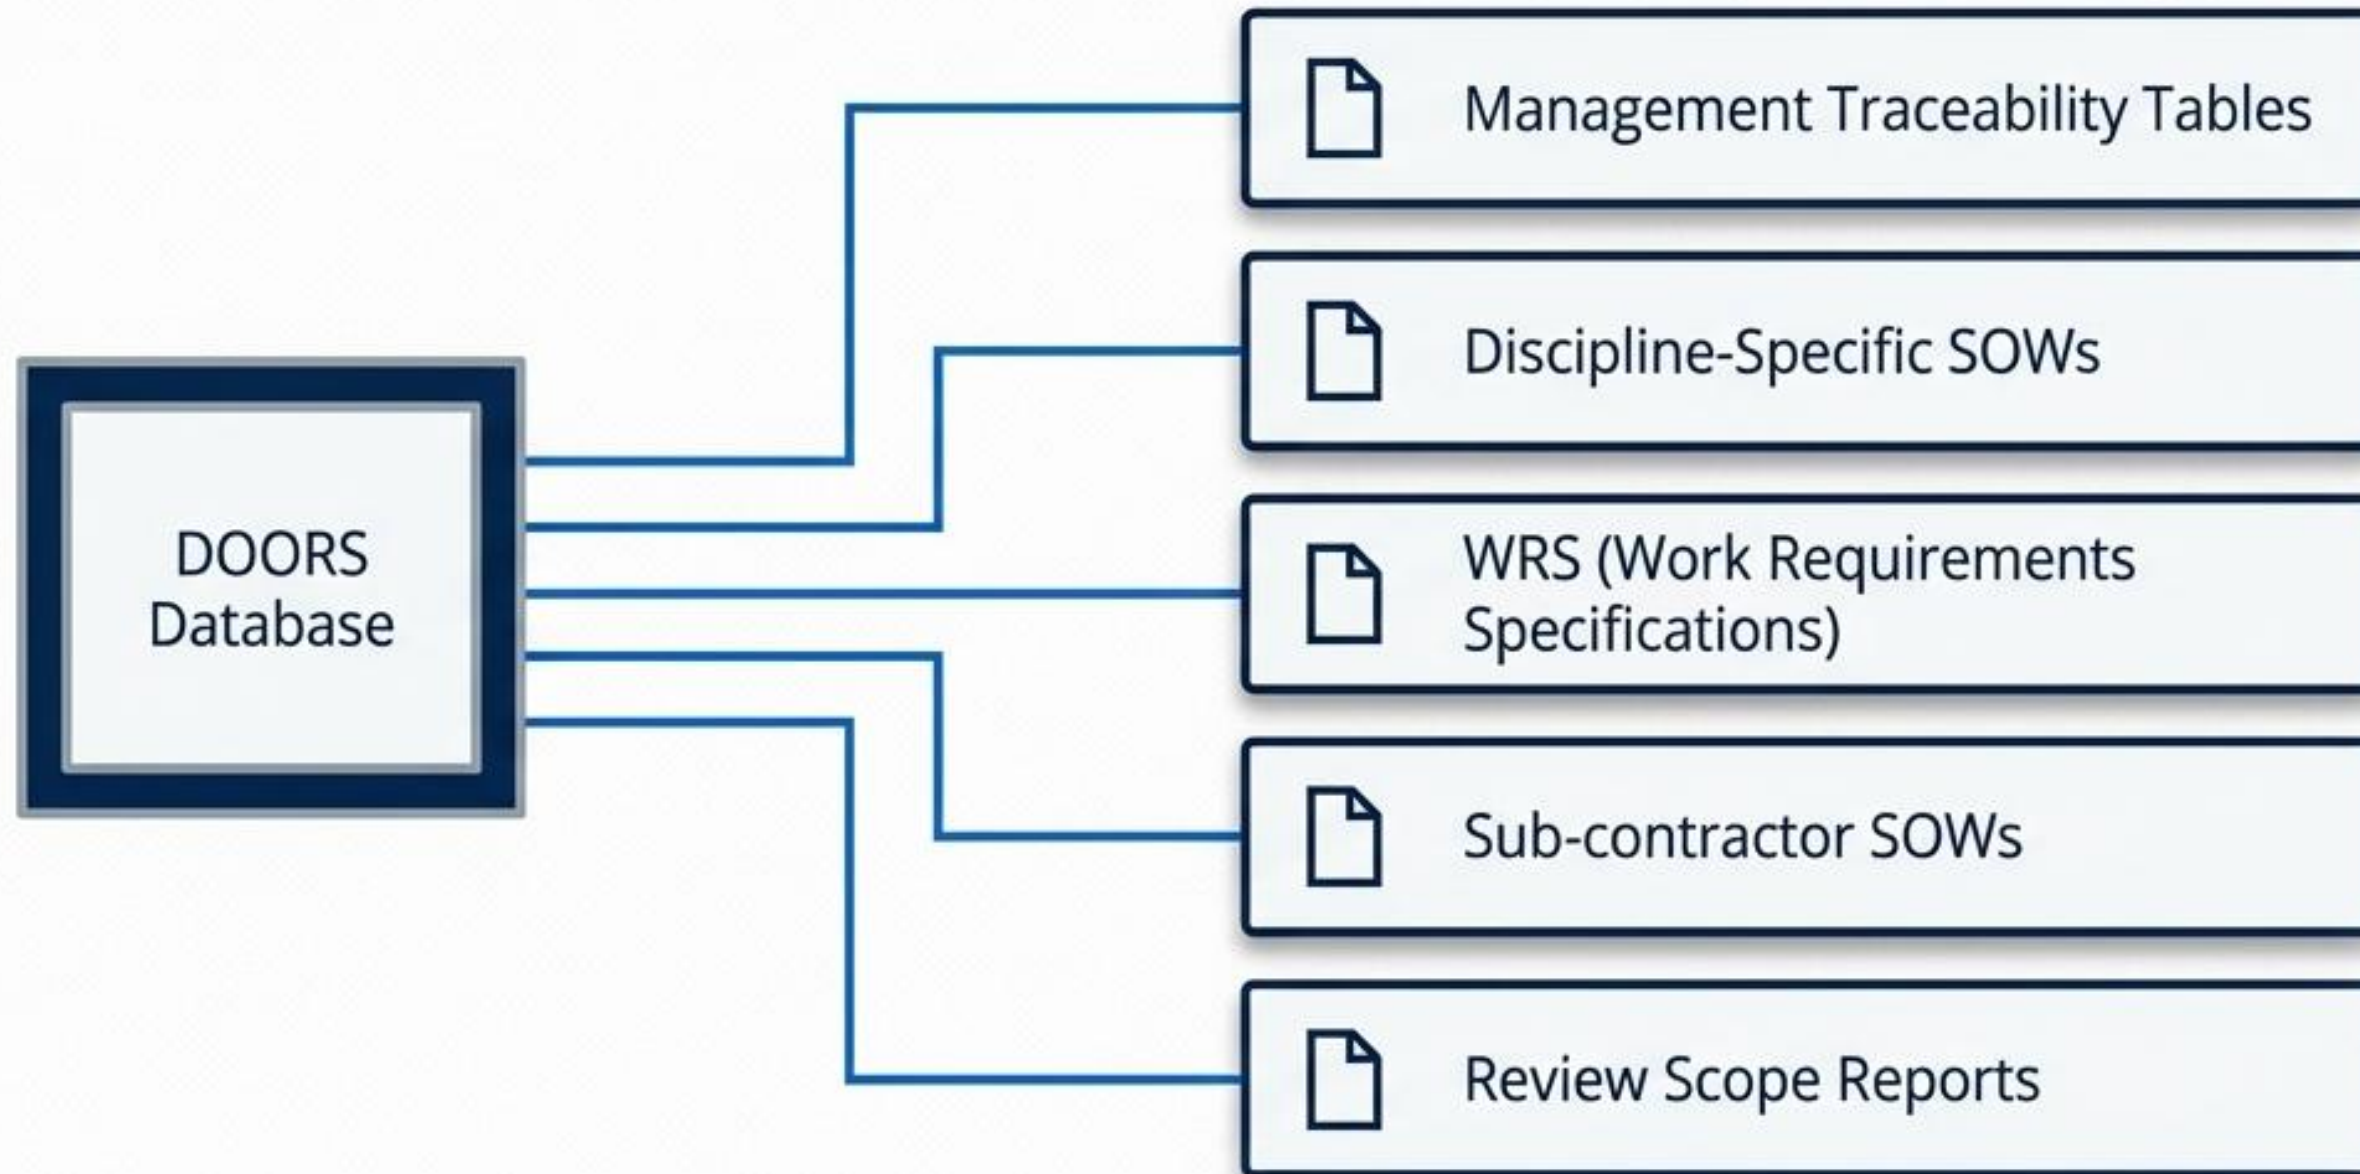 Management Traceability Tables
Discipline-Specific SOWs
DOORS
Database
WRS (Work Requirements
Specifications)
Sub-contractor SOWs
Review Scope Reports